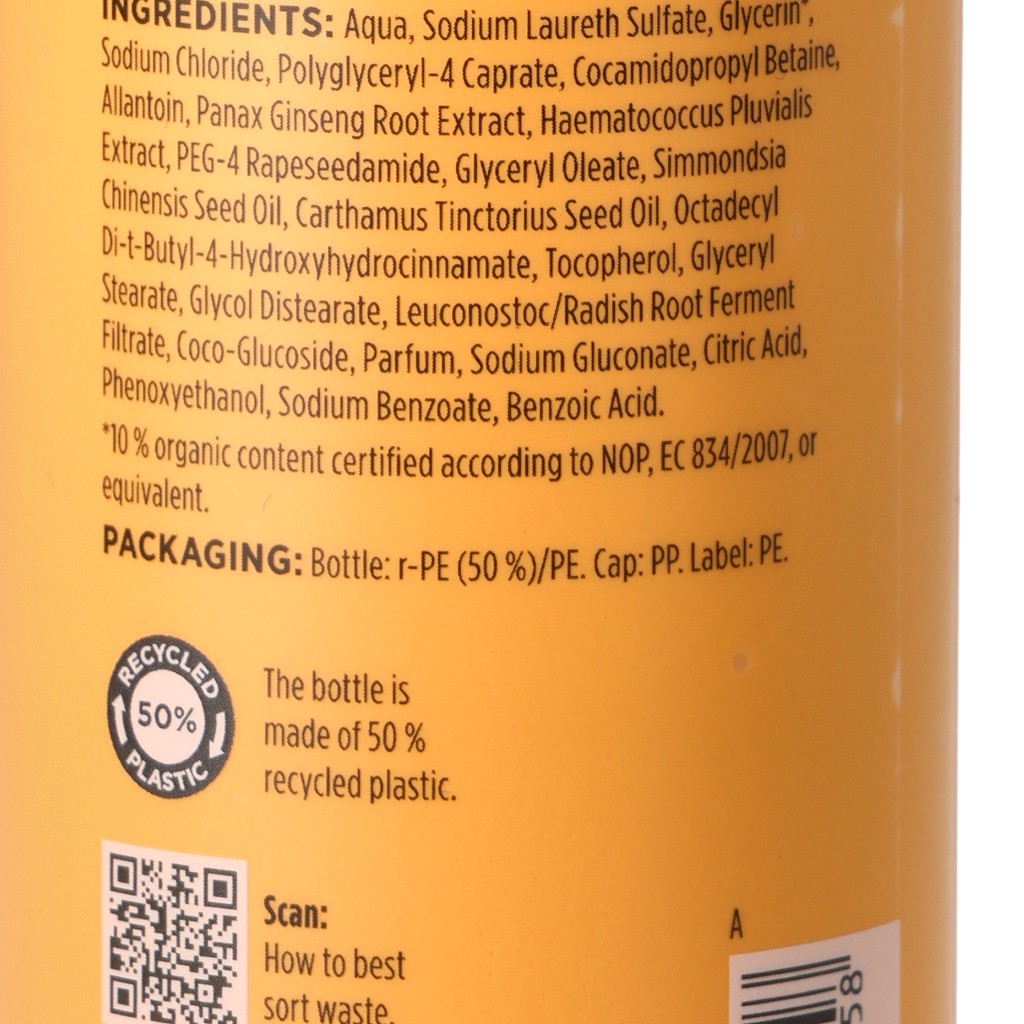 INGREDIENTS: Aqua, Sodium Laureth Sulfate, Glycerin*,
Sodium Chloride, Polyglyceryl-4 Caprate, Cocamidopropyl Betaine,
Allantoin, Panax Ginseng Root Extract, Haematococcus Pluvialis
Extract, PEG-4 Rapeseedamide, Glyceryl Oleate, Simmondsia
Chinensis Seed Oil, Carthamus Tinctorius Seed Oil, Octadecyl
Di-t-Butyl-4-Hydroxyhydrocinnamate, Tocopherol, Glyceryl
Stearate, Glycol Distearate, Leuconostoc/Radish Root Ferment
Filtrate, Coco-Glucoside, Parfum, Sodium Gluconate, Citric Acid,
Phenoxyethanol, Sodium Benzoate, Benzoic Acid.
*10 % organic content certified according to NOP, EC 834/2007, or
equivalent.
PACKAGING: Bottle: r-PE (50 %)/PE. Cap: PP. Label: PE.
RECYCLED
50%
PLASTIC
The bottle is
made of 50 %
recycled plastic.
Scan:
How to best
sort waste.
A
58